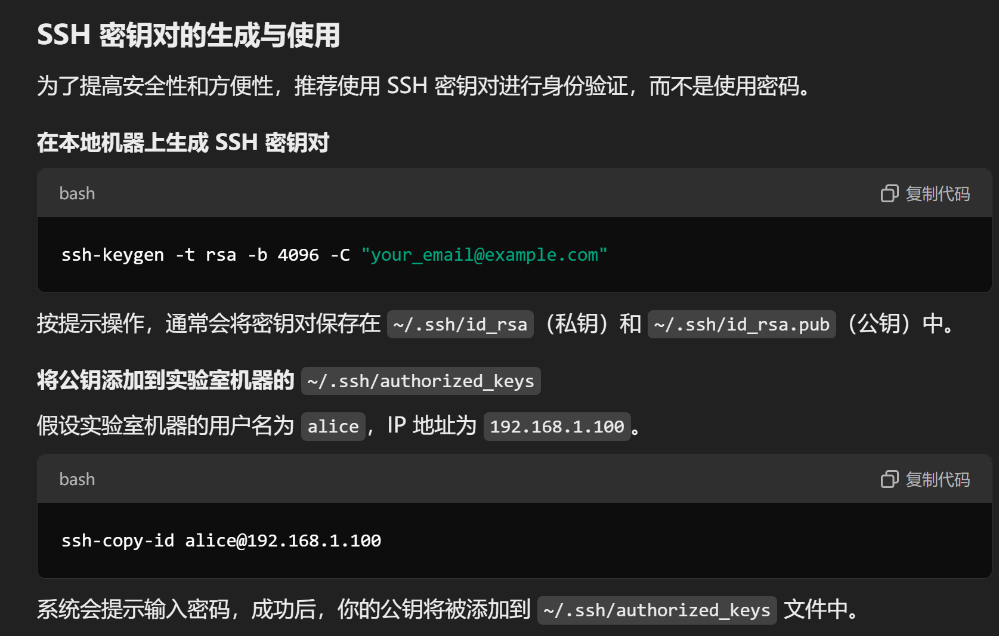 SSH 密钥对的生成与使用
为了提高安全性和方便性，推荐使用 SSH 密钥对进行身份验证，而不是使用密码。
在本地机器上生成 SSH 密钥对
bash 复制代码
ssh-keygen -t rsa -b 4096 -C "your_email@example.com"
按提示操作，通常会将密钥对保存在 ~/.ssh/id_rsa （私钥）和 ~/.ssh/id_rsa.pub （公钥）中。
将公钥添加到实验室机器的 ~/.ssh/authorized_keys
假设实验室机器的用户名为 alice ，IP 地址为 192.168.1.100 。
bash 复制代码
ssh-copy-id alice@192.168.1.100
系统会提示输入密码，成功后，你的公钥将被添加到 ~/.ssh/authorized_keys 文件中。